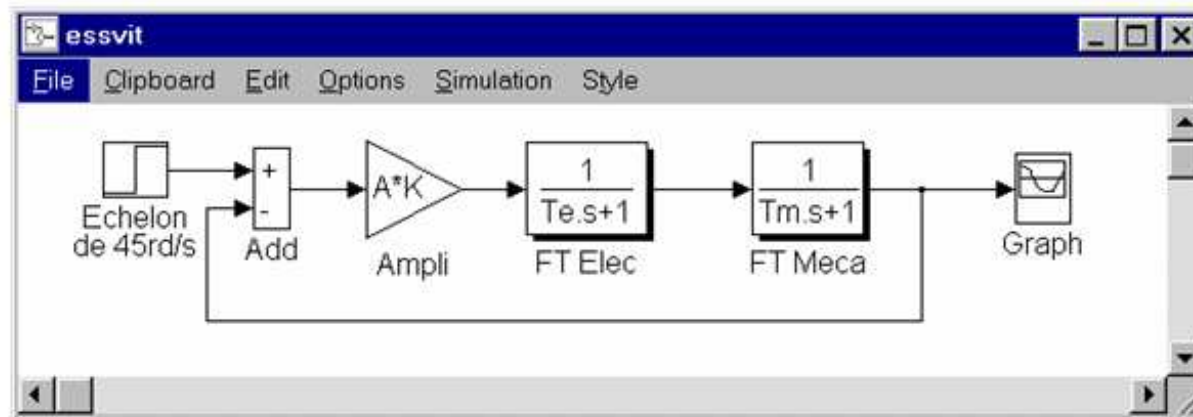 essvit
File Clipboard Edit Options Simulation Style
Echelon
de 45rd/s
+
-
Add
A*K
Ampli
1
Te.s+1
FT Elec
1
Tm.s+1
FT Meca
Graph